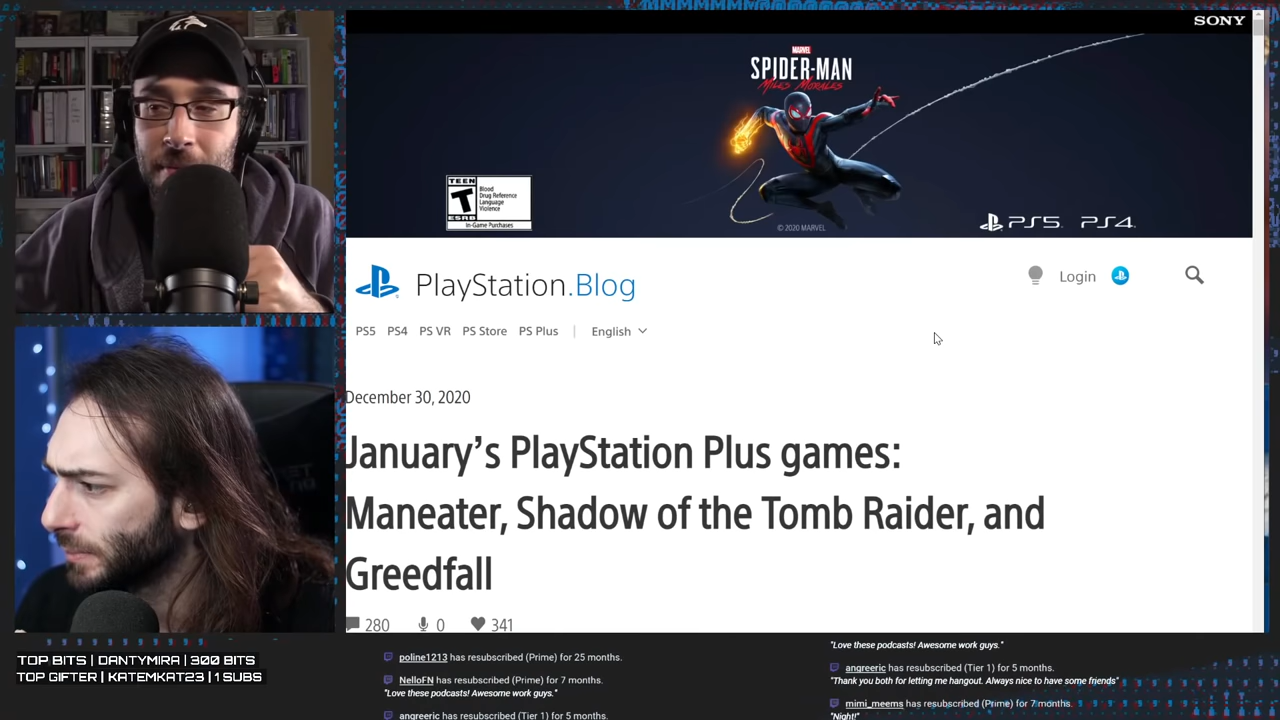 SONY
MARVEL
SPIDER-MAN
MILES MORALES
TEEN
T
ESRB
Blood
Drug Reference
Language
Violence
In-Game Purchases
© 2020 MARVEL
PS5 PS4
PlayStation.Blog
Login
PS5 PS4 PS VR PS Store PS Plus | English
December 30, 2020
January’s PlayStation Plus games:
Maneater, Shadow of the Tomb Raider, and
Greedfall
280 0 341
TOP BITS | DANTYMIRA | 300 BITS
TOP GIFTER | KATEMKAT23 | 1 SUBS
poline1213 has resubscribed (Prime) for 25 months.
NelloFN has resubscribed (Prime) for 7 months.
"Love these podcasts! Awesome work guys."
angreeric has resubscribed (Tier 1) for 5 months.
"Love these podcasts! Awesome work guys."
angreeric has resubscribed (Tier 1) for 5 months.
"Thank you both for letting me hangout. Always nice to have some friends"
mimi_meems has resubscribed (Prime) for 7 months.
"Night!"